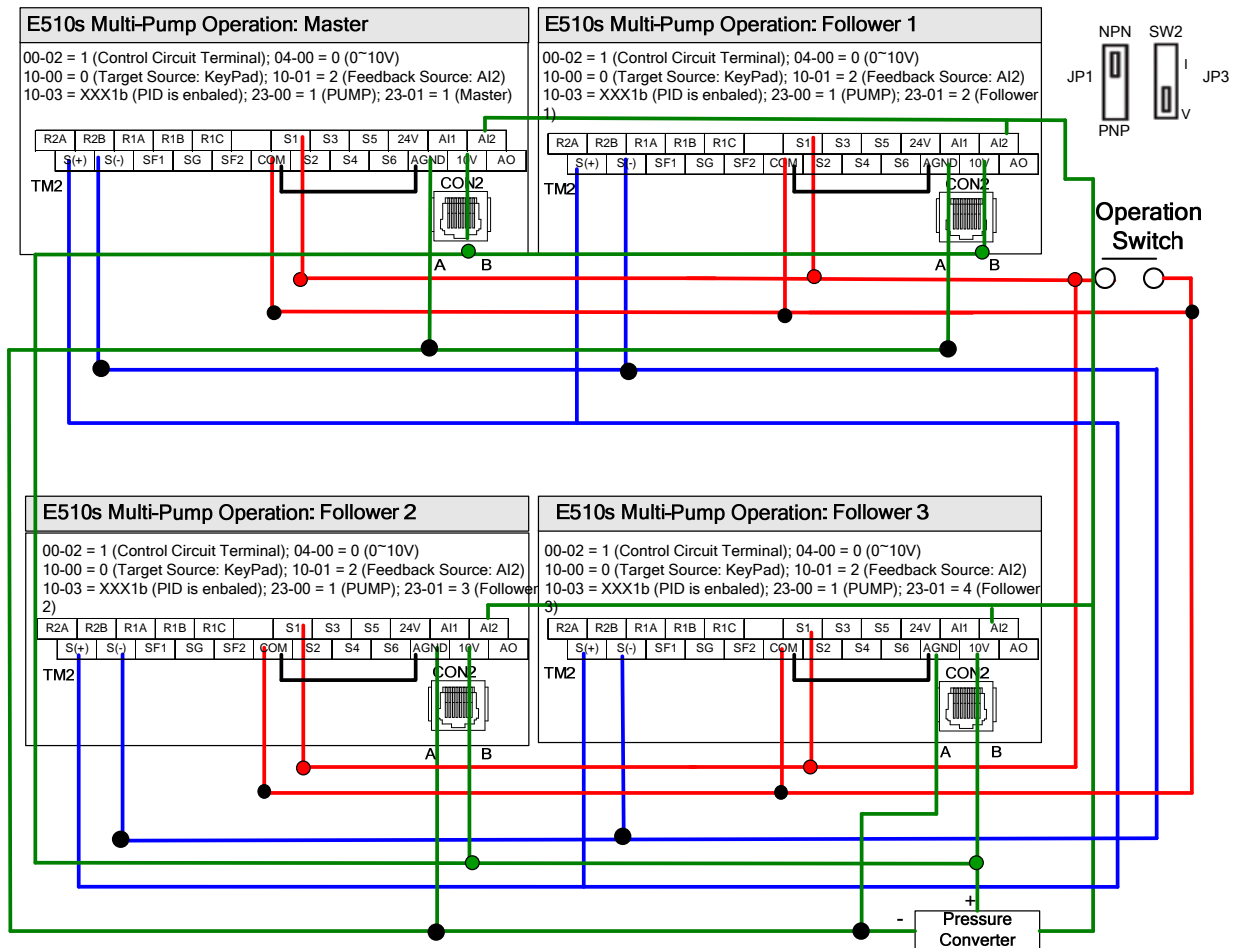 E510s Multi-Pump Operation: Master
00-02 = 1 (Control Circuit Terminal); 04-00 = 0 (0~10V)
10-00 = 0 (Target Source: KeyPad); 10-01 = 2 (Feedback Source: AI2)
10-03 = XXX1b (PID is enbaled); 23-00 = 1 (PUMP); 23-01 = 1 (Master)
R2A R2B R1A R1B R1C S1 S3 S5 24V AI1 AI2
S(+) S(-) SF1 SG SF2 COM S2 S4 S6 AGND 10V AO
TM2
CON2
A B
E510s Multi-Pump Operation: Follower 1
00-02 = 1 (Control Circuit Terminal); 04-00 = 0 (0~10V)
10-00 = 0 (Target Source: KeyPad); 10-01 = 2 (Feedback Source: AI2)
10-03 = XXX1b (PID is enbaled); 23-00 = 1 (PUMP); 23-01 = 2 (Follower
1)
R2A R2B R1A R1B R1C S1 S3 S5 24V AI1 AI2
S(+) S(-) SF1 SG SF2 COM S2 S4 S6 AGND 10V AO
TM2
CON2
A B
NPN SW2
JP1 I JP3
V
PNP
Operation
Switch
E510s Multi-Pump Operation: Follower 2
00-02 = 1 (Control Circuit Terminal); 04-00 = 0 (0~10V)
10-00 = 0 (Target Source: KeyPad); 10-01 = 2 (Feedback Source: AI2)
10-03 = XXX1b (PID is enbaled); 23-00 = 1 (PUMP); 23-01 = 3 (Follower
2)
R2A R2B R1A R1B R1C S1 S3 S5 24V AI1 AI2
S(+) S(-) SF1 SG SF2 COM S2 S4 S6 AGND 10V AO
TM2
CON2
A B
E510s Multi-Pump Operation: Follower 3
00-02 = 1 (Control Circuit Terminal); 04-00 = 0 (0~10V)
10-00 = 0 (Target Source: KeyPad); 10-01 = 2 (Feedback Source: AI2)
10-03 = XXX1b (PID is enbaled); 23-00 = 1 (PUMP); 23-01 = 4 (Follower
3)
R2A R2B R1A R1B R1C S1 S3 S5 24V AI1 AI2
S(+) S(-) SF1 SG SF2 COM S2 S4 S6 AGND 10V AO
TM2
CON2
A B
- +
Pressure
Converter